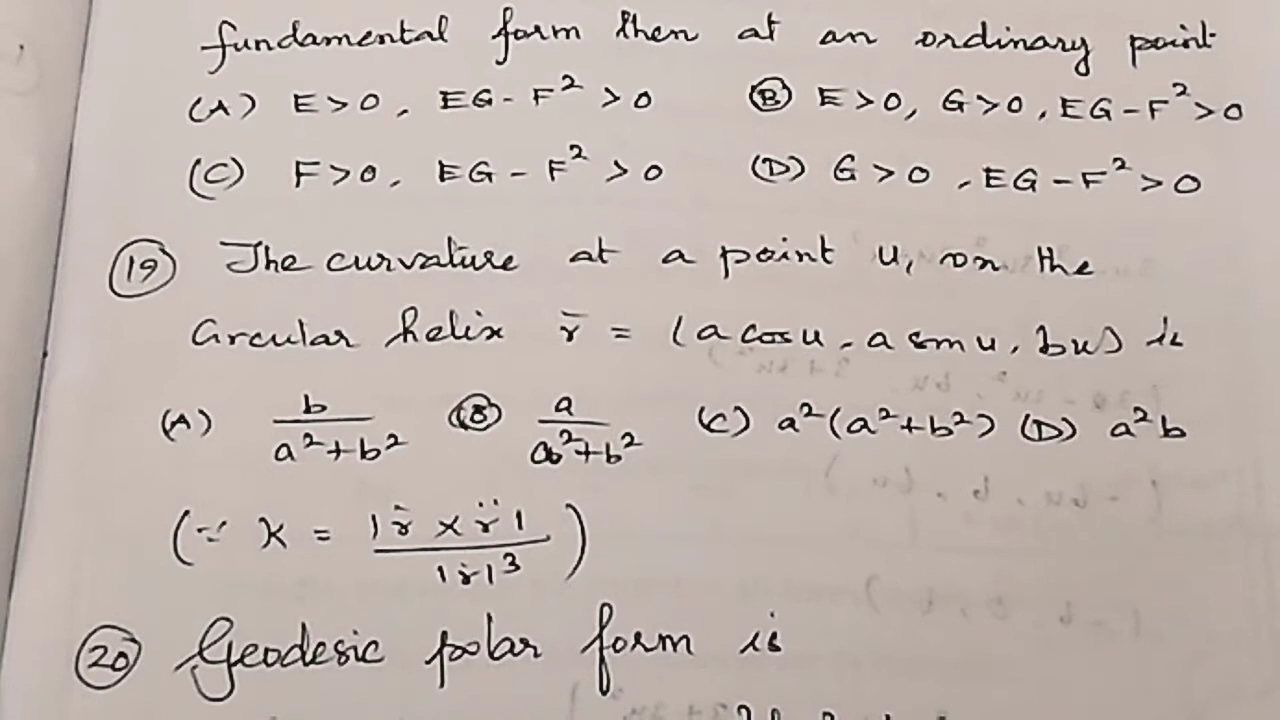 fundamental form then at an ordinary point
(A) E>0, EG-F² >0 (B) E>0, G>0, EG-F²>0
(C) F>0, EG-F² >0 (D) G>0, EG-F²>0
(19) The curvature at a point u, on the
Circular helix r̄ = (a cos u, a sin u, bu) is
(A) b/(a²+b²) (B) a/(a²+b²) (C) a²(a²+b²) (D) a²b
(∵ K = |ṙ × r̈|/|ṙ|³)
(20) Geodesic polar form is